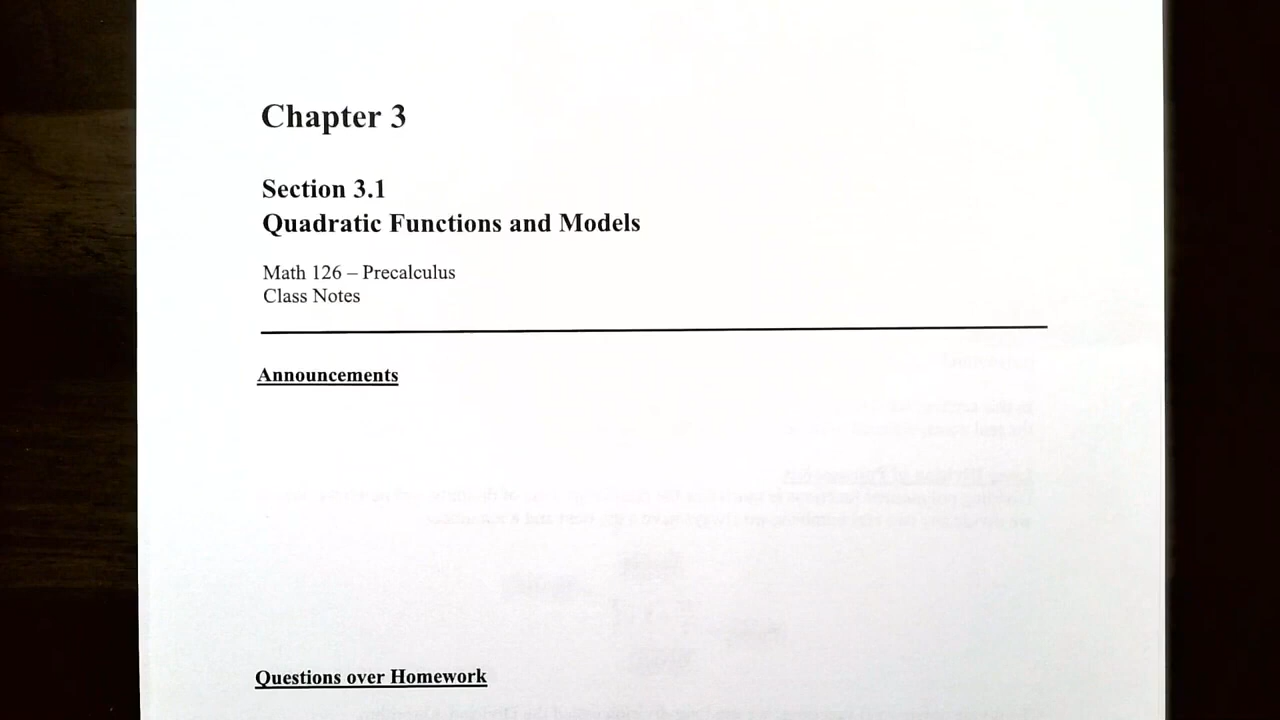 Chapter 3
Section 3.1
Quadratic Functions and Models
Math 126 – Precalculus
Class Notes
Announcements
Questions over Homework